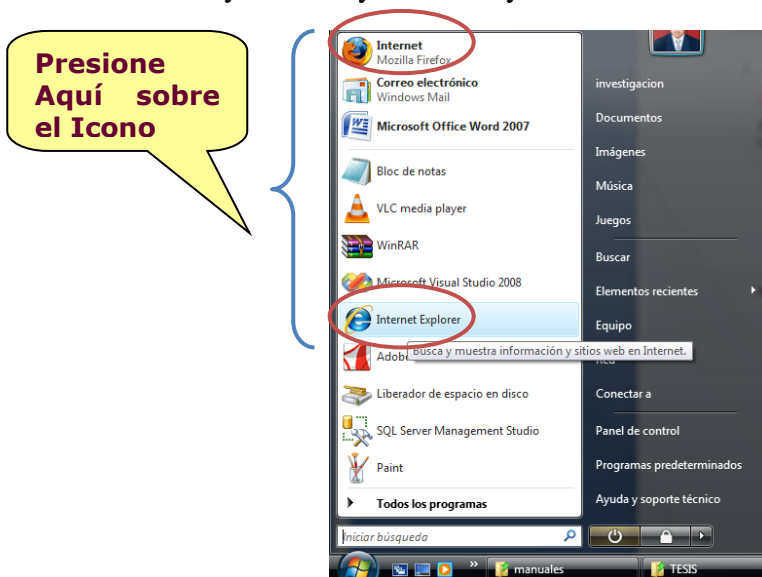 Presione
Aquí sobre
el Icono
Internet
Mozilla Firefox
Correo electrónico
Windows Mail
Microsoft Office Word 2007
Bloc de notas
VLC media player
WinRAR
Microsoft Visual Studio 2008
Internet Explorer
Busca y muestra información y sitios web en Internet.
Adobe
Liberador de espacio en disco
SQL Server Management Studio
Paint
Todos los programas
Iniciar búsqueda
investigacion
Documentos
Imágenes
Música
Juegos
Buscar
Elementos recientes
Equipo
Red
Conectar a
Panel de control
Programas predeterminados
Ayuda y soporte técnico
manuales
TESIS